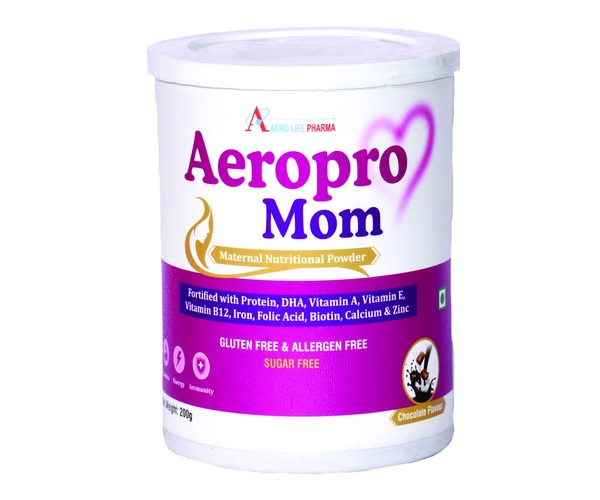 AERO LIFE PHARMA
Aeropro
Mom
Maternal Nutritional Powder
Fortified with Protein, DHA, Vitamin A, Vitamin E,
Vitamin B12, Iron, Folic Acid, Biotin, Calcium & Zinc
GLUTEN FREE & ALLERGEN FREE
SUGAR FREE
Energy
Immunity
Weight: 200g
Chocolate Flavour